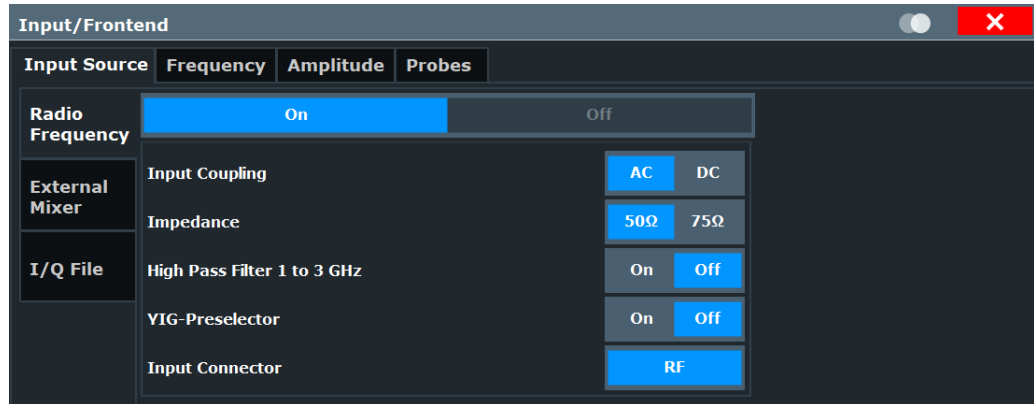 Input/Frontend
Input Source Frequency Amplitude Probes
Radio
Frequency
On Off
External
Mixer
I/Q File
Input Coupling AC DC
Impedance 50Ω 75Ω
High Pass Filter 1 to 3 GHz On Off
YIG-Preselector On Off
Input Connector RF